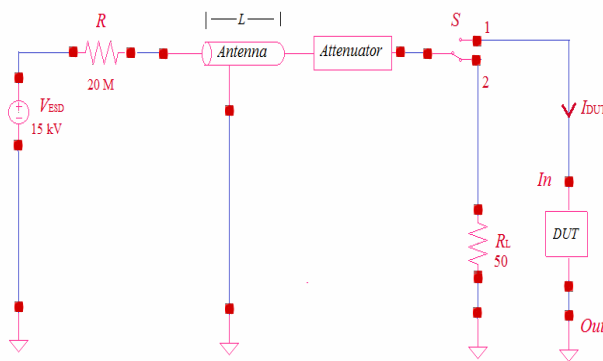 L
R
S
1
Antenna
Attenuator
20 M
2
VESD
15 kV
IDUT
In
RL
50
DUT
Out